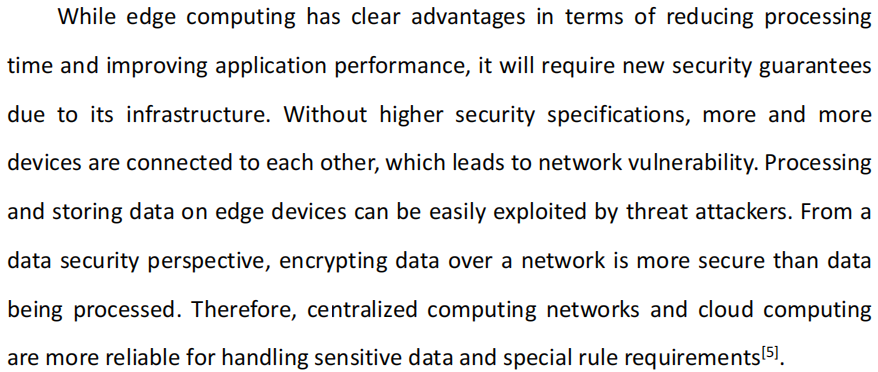 While edge computing has clear advantages in terms of reducing processing
time and improving application performance, it will require new security guarantees
due to its infrastructure. Without higher security specifications, more and more
devices are connected to each other, which leads to network vulnerability. Processing
and storing data on edge devices can be easily exploited by threat attackers. From a
data security perspective, encrypting data over a network is more secure than data
being processed. Therefore, centralized computing networks and cloud computing
are more reliable for handling sensitive data and special rule requirements[5].